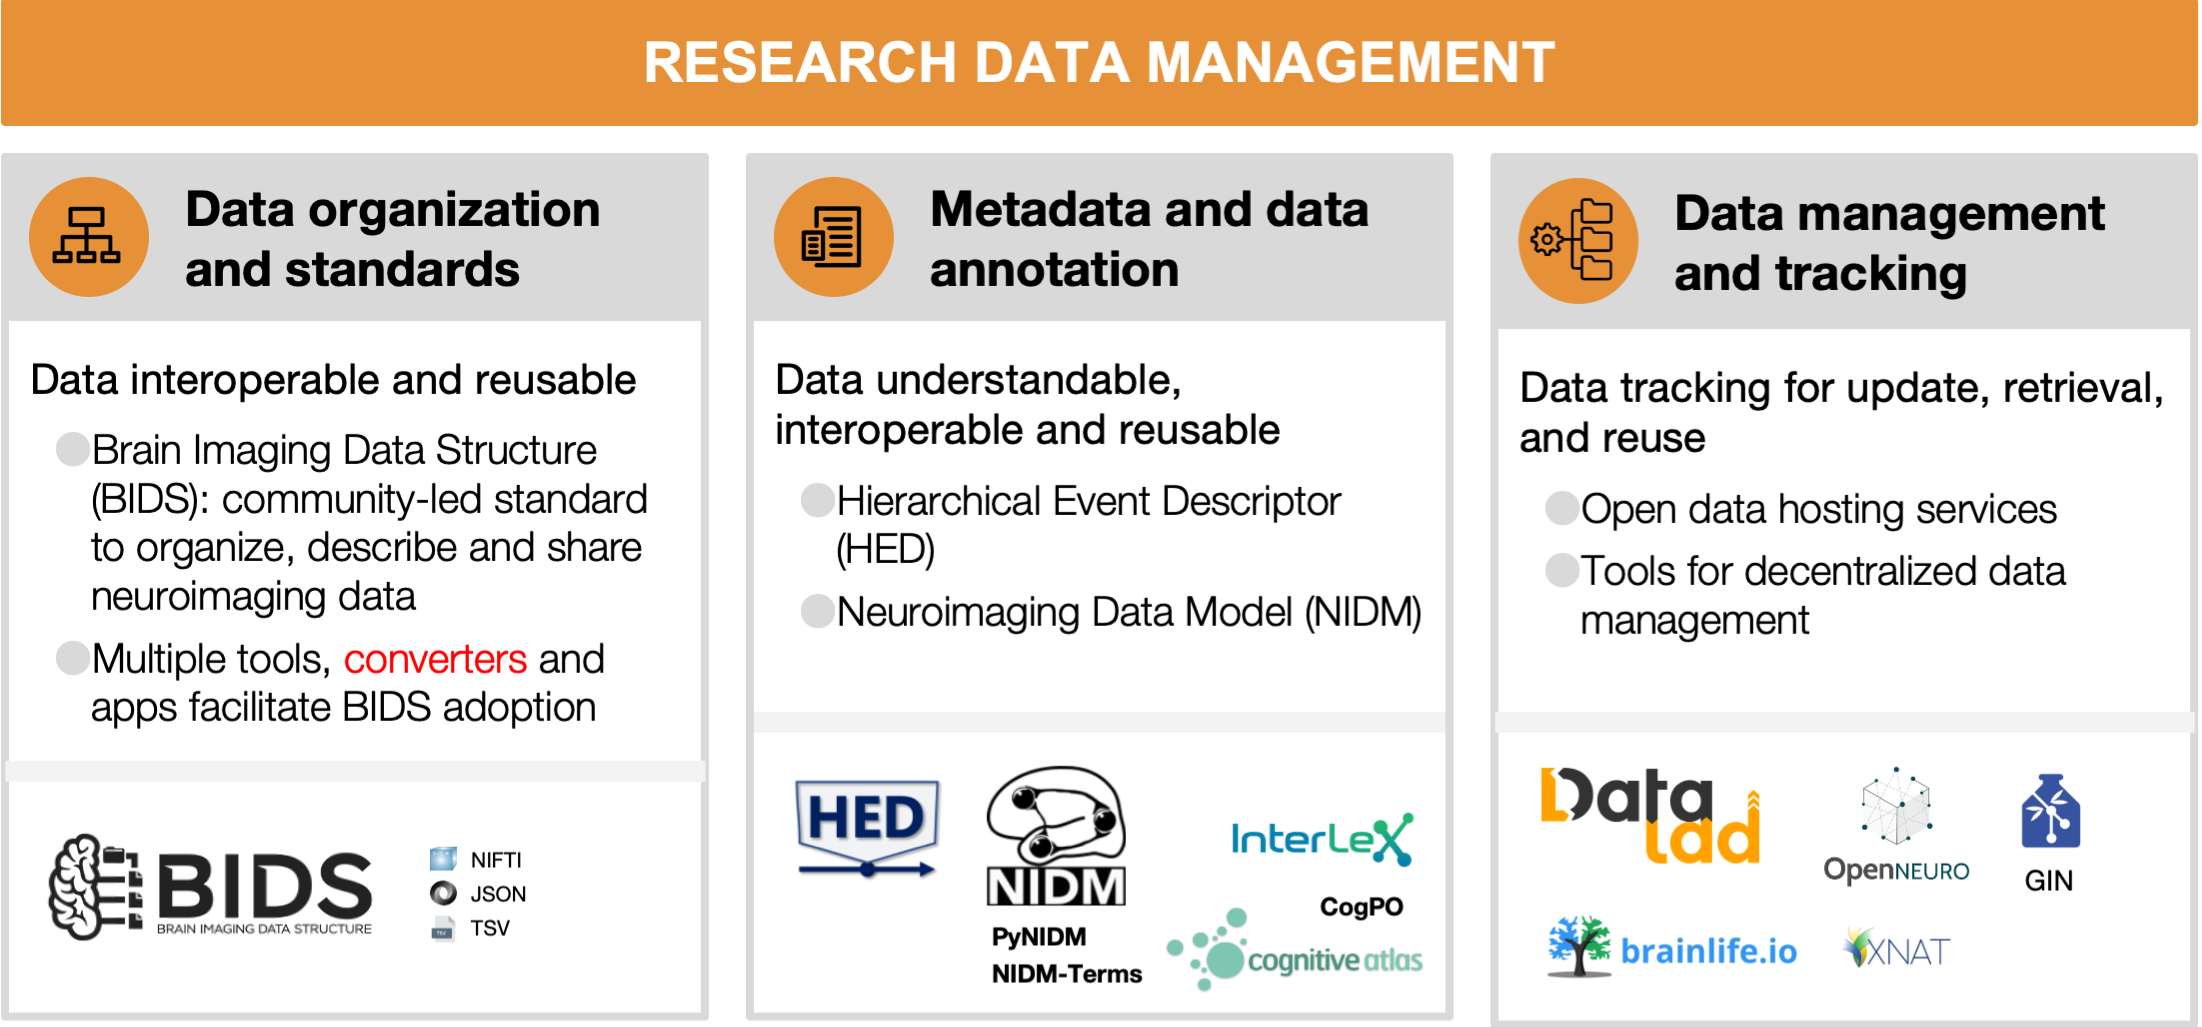 RESEARCH DATA MANAGEMENT
Data organization
and standards
Data interoperable and reusable
Brain Imaging Data Structure
(BIDS): community-led standard
to organize, describe and share
neuroimaging data
Multiple tools, converters and
apps facilitate BIDS adoption
BIDS
BRAIN IMAGING DATA STRUCTURE
NIFTI
JSON
TSV
TSV
Metadata and data
annotation
Data understandable,
interoperable and reusable
Hierarchical Event Descriptor
(HED)
Neuroimaging Data Model (NIDM)
HED
NIDM
PyNIDM
NIDM-Terms
InterLeX
CogPO
cognitive atlas
Data management
and tracking
Data tracking for update, retrieval,
and reuse
Open data hosting services
Tools for decentralized data
management
Data
lad
OpenNEURO
GIN
brainlife.io
XNAT